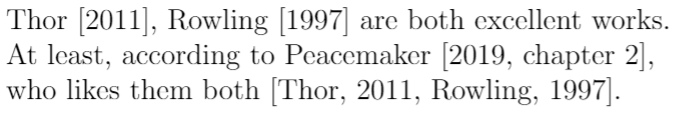 Thor [2011], Rowling [1997] are both excellent works.
At least, according to Peacemaker [2019, chapter 2],
who likes them both [Thor, 2011, Rowling, 1997].